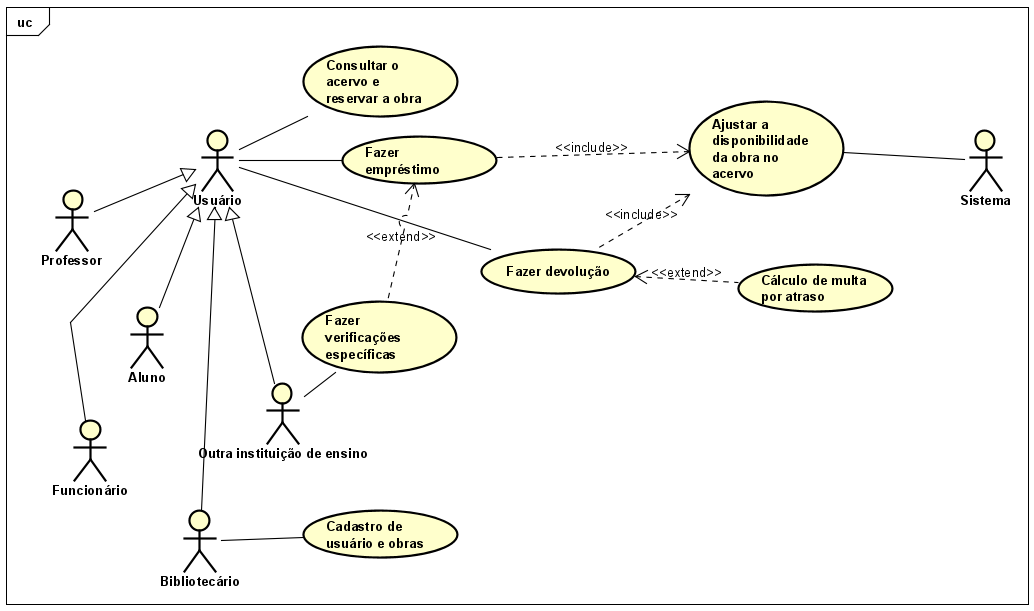 uc
Consultar o
acervo e
reservar a obra
Fazer
empréstimo
<<include>>
Ajustar a
disponibilidade
da obra no
acervo
Usuário
Sistema
Professor
<<extend>>
<<include>>
Fazer devolução
<<extend>>
Cálculo de multa
por atraso
Fazer
verificações
específicas
Aluno
Outra instituição de ensino
Funcionário
Cadastro de
usuário e obras
Bibliotecário